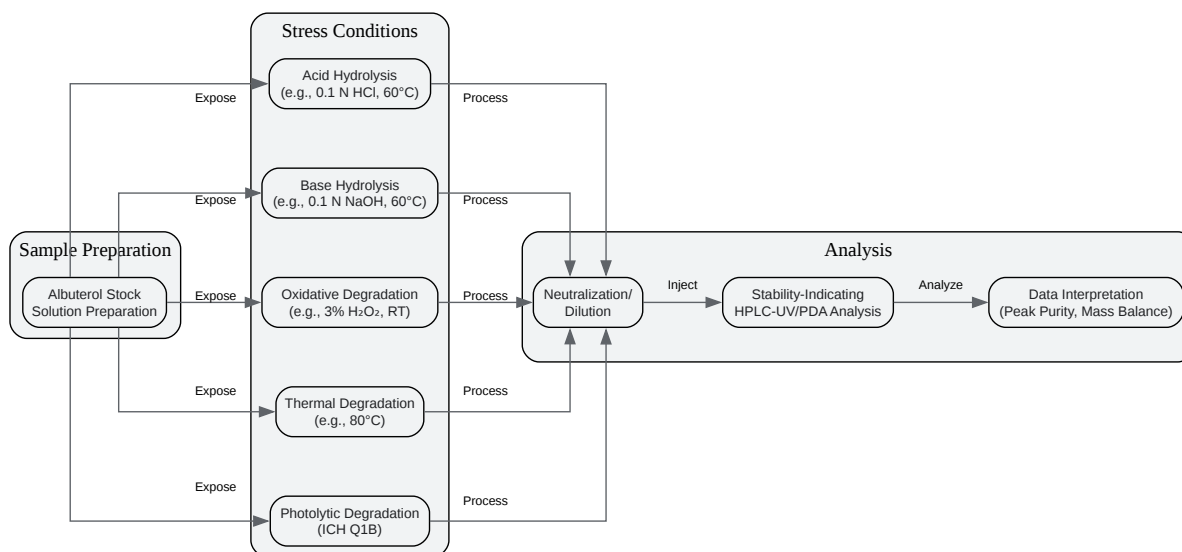 Stress Conditions
Acid Hydrolysis
(e.g., 0.1 N HCl, 60°C)
Expose
Process
Base Hydrolysis
(e.g., 0.1 N NaOH, 60°C)
Expose
Process
Sample Preparation
Analysis
Albuterol Stock
Solution Preparation
Expose
Oxidative Degradation
(e.g., 3% H₂O₂, RT)
Process
Neutralization/
Dilution
Inject
Stability-Indicating
HPLC-UV/PDA Analysis
Analyze
Data Interpretation
(Peak Purity, Mass Balance)
Expose
Thermal Degradation
(e.g., 80°C)
Process
Expose
Photolytic Degradation
(ICH Q1B)
Process